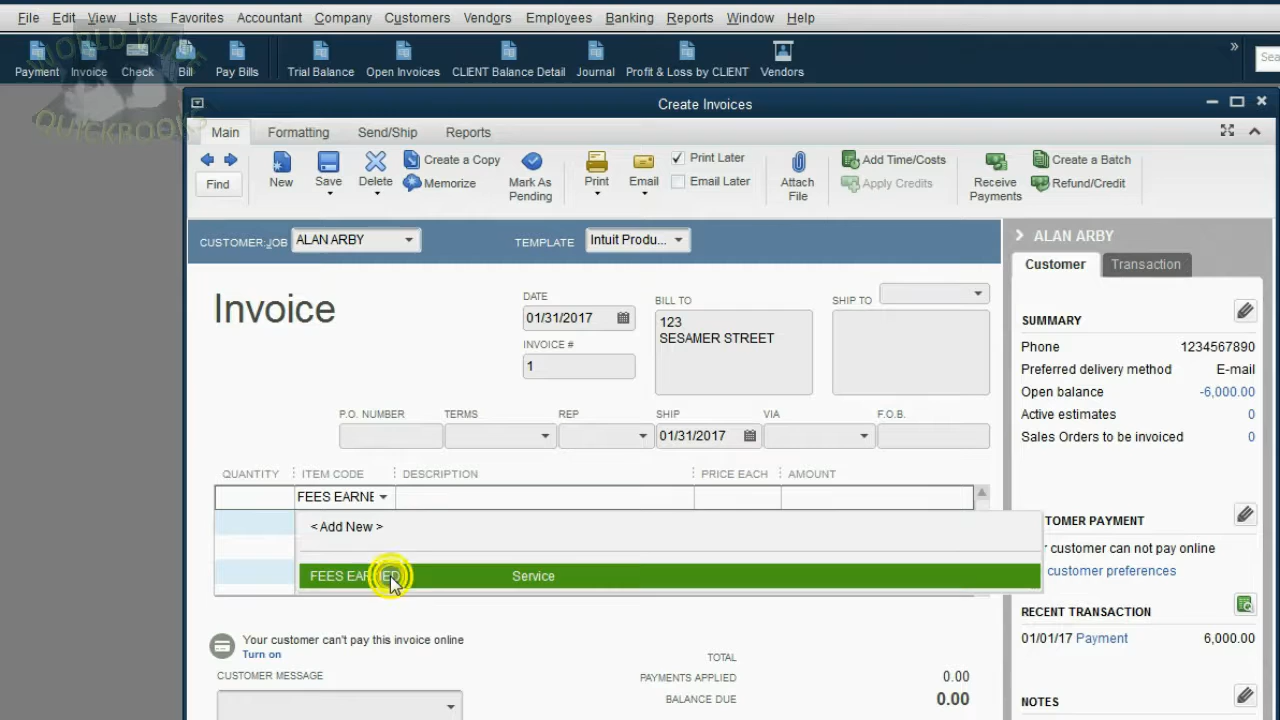 File Edit View Lists Favorites Accountant Company Customers Vendors Employees Banking Reports Window Help
WORLD WIDE
QUICKBOOKS
Payment Invoice Check Bill Pay Bills Trial Balance Open Invoices CLIENT Balance Detail Journal Profit & Loss by CLIENT Vendors » Sea
Create Invoices
Main Formatting Send/Ship Reports
Find New Save Delete Create a Copy Memorize Mark As Pending Print Email Print Later Email Later Attach File Add Time/Costs Apply Credits Receive Payments Create a Batch Refund/Credit
CUSTOMER:JOB ALAN ARBY TEMPLATE Intuit Produ...
Invoice
DATE
01/31/2017
INVOICE #
1
BILL TO
123
SESAMER STREET
SHIP TO
P.O. NUMBER TERMS REP SHIP VIA F.O.B.
01/31/2017
QUANTITY ITEM CODE DESCRIPTION PRICE EACH AMOUNT
FEES EARNE
< Add New >
FEES EARNED Service
Your customer can't pay this invoice online
Turn on
CUSTOMER MESSAGE
TOTAL
PAYMENTS APPLIED 0.00
BALANCE DUE 0.00
ALAN ARBY
Customer Transaction
SUMMARY
Phone 1234567890
Preferred delivery method E-mail
Open balance -6,000.00
Active estimates 0
Sales Orders to be invoiced 0
TOMER PAYMENT
customer can not pay online
customer preferences
RECENT TRANSACTION
01/01/17 Payment 6,000.00
NOTES